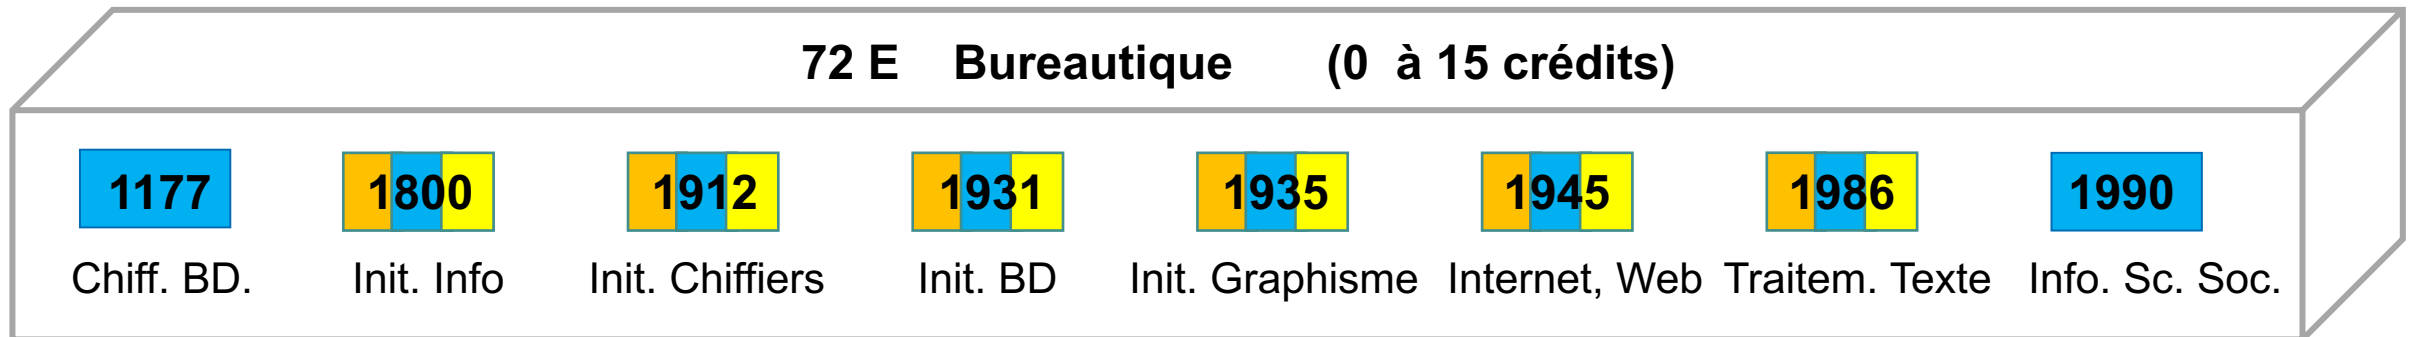 72 E Bureautique (0 à 15 crédits)
1177 1800 1912 1931 1935 1945 1986 1990
Chiff. BD. Init. Info Init. Chiffiers Init. BD Init. Graphisme Internet, Web Traitem. Texte Info. Sc. Soc.